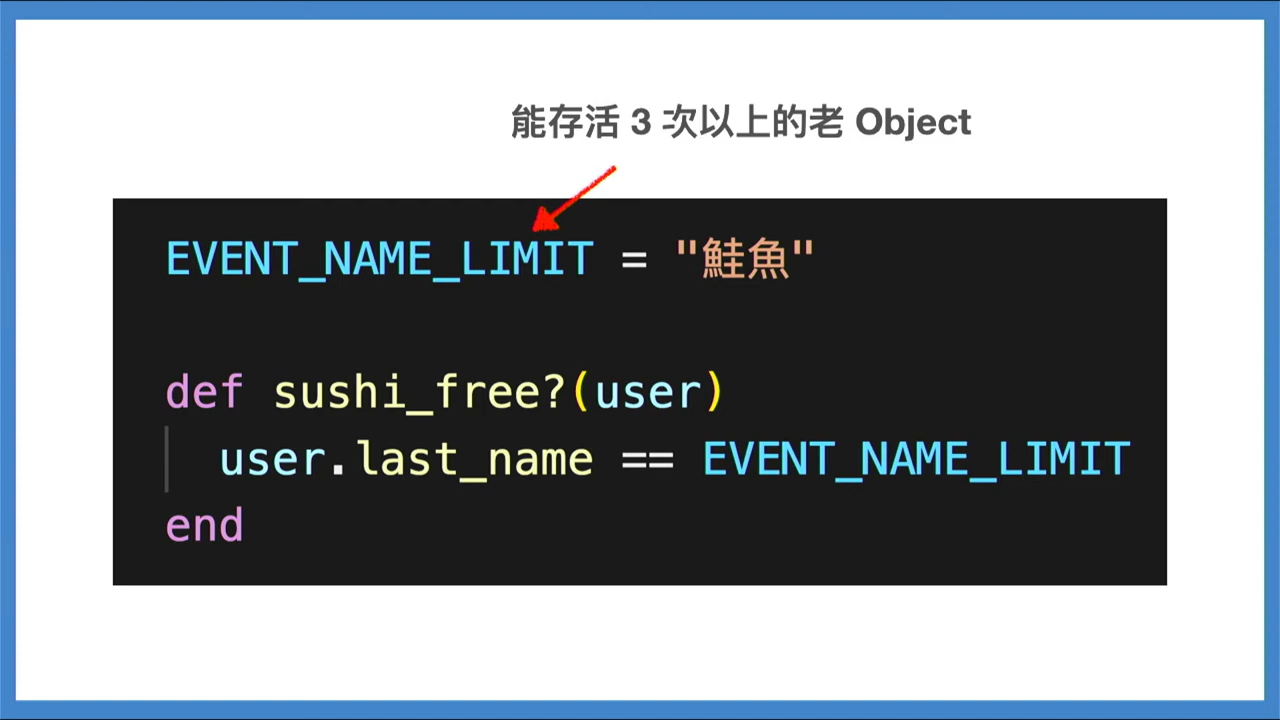 能存活 3 次以上的老 Object
EVENT_NAME_LIMIT = "鮭魚"
def sushi_free?(user)
user.last_name == EVENT_NAME_LIMIT
end